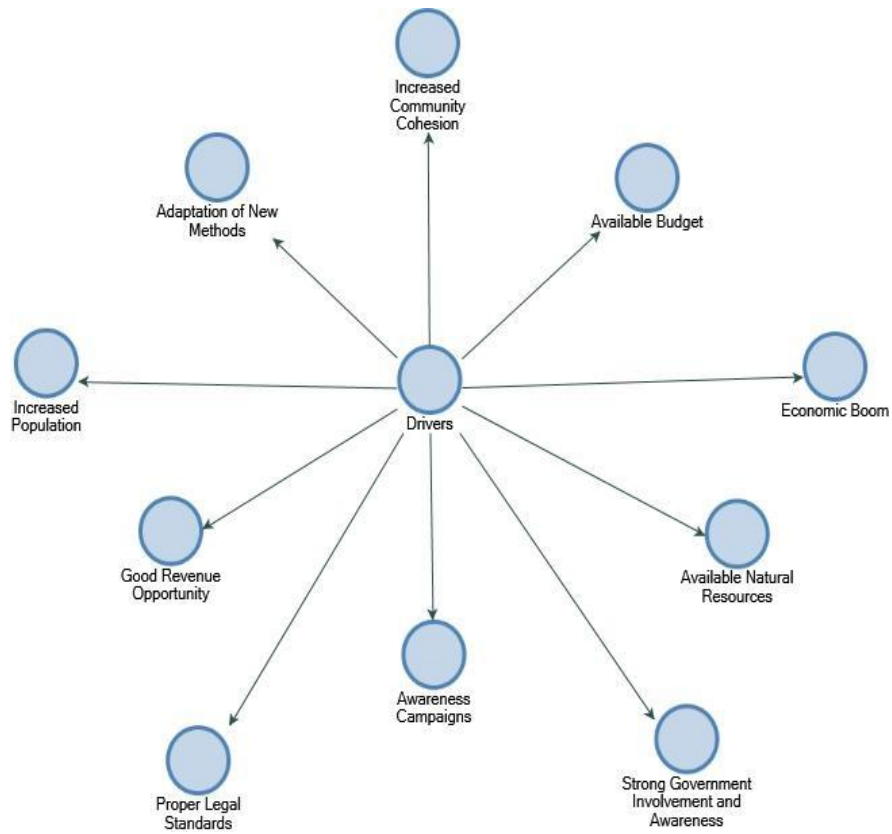 Increased
Community
Cohesion
Adaptation of New
Methods
Available Budget
Increased
Population
Drivers
Economic Boom
Good Revenue
Opportunity
Available Natural
Resources
Awareness
Campaigns
Proper Legal
Standards
Strong Government
Involvement and
Awareness